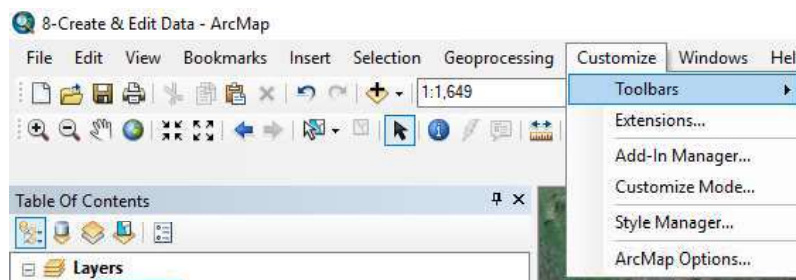 8-Create & Edit Data - ArcMap
File Edit View Bookmarks Insert Selection Geoprocessing Customize Windows Hel
1:1,649
Toolbars
Extensions...
Add-In Manager...
Customize Mode...
Style Manager...
ArcMap Options...
Table Of Contents
Layers